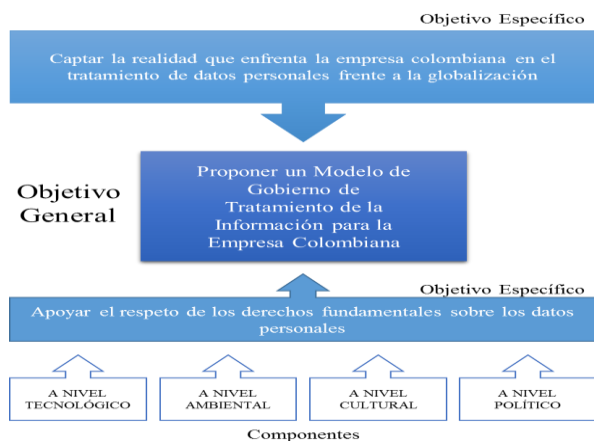 Objetivo Específico
Captar la realidad que enfrenta la empresa colombiana en el
tratamiento de datos personales frente a la globalización
Objetivo
General
Proponer un Modelo de
Gobierno de
Tratamiento de la
Información para la
Empresa Colombiana
Objetivo Específico
Apoyar el respeto de los derechos fundamentales sobre los datos
personales
A NIVEL
TECNOLÓGICO
A NIVEL
AMBIENTAL
A NIVEL
CULTURAL
A NIVEL
POLÍTICO
Componentes